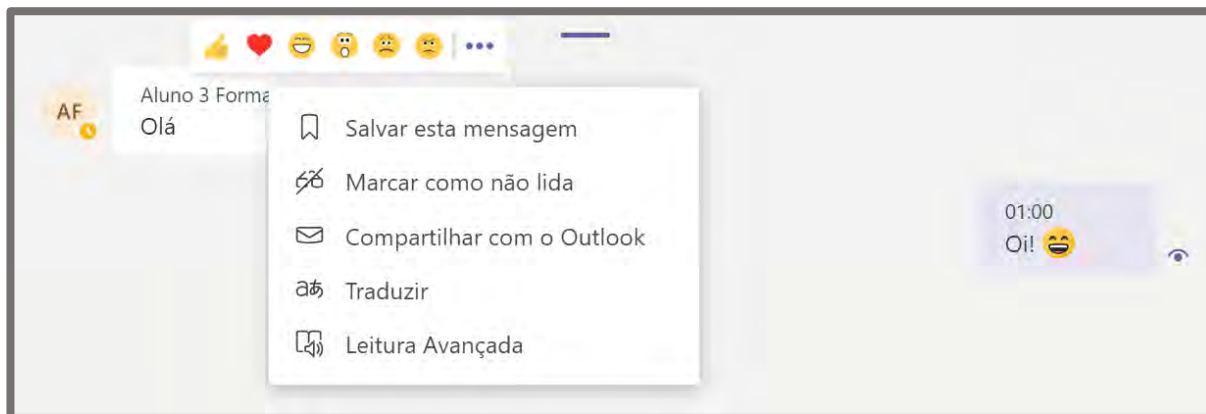 AF
Aluno 3 Forma
Olá
Salvar esta mensagem
Marcar como não lida
Compartilhar com o Outlook
Traduzir
Leitura Avançada
01:00
Oi! 😄